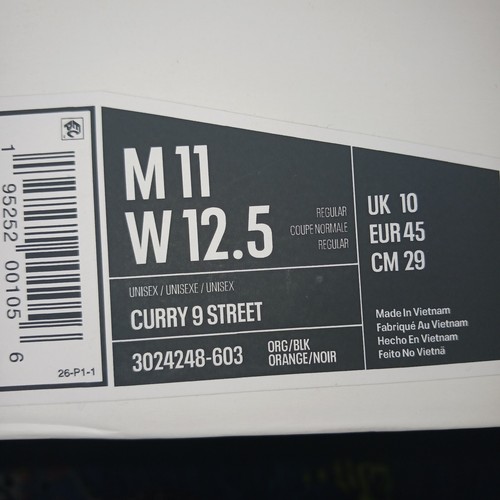 1 95252 00105 6
26-P1-1
M 11
W 12.5
REGULAR
COUPE NORMALE
REGULAR
UNISEX / UNISEXE / UNISEX
CURRY 9 STREET
3024248-603
ORG/BLK
ORANGE/NOIR
UK 10
EUR 45
CM 29
Made In Vietnam
Fabriqué Au Vietnam
Hecho En Vietnam
Feito No Vietnã